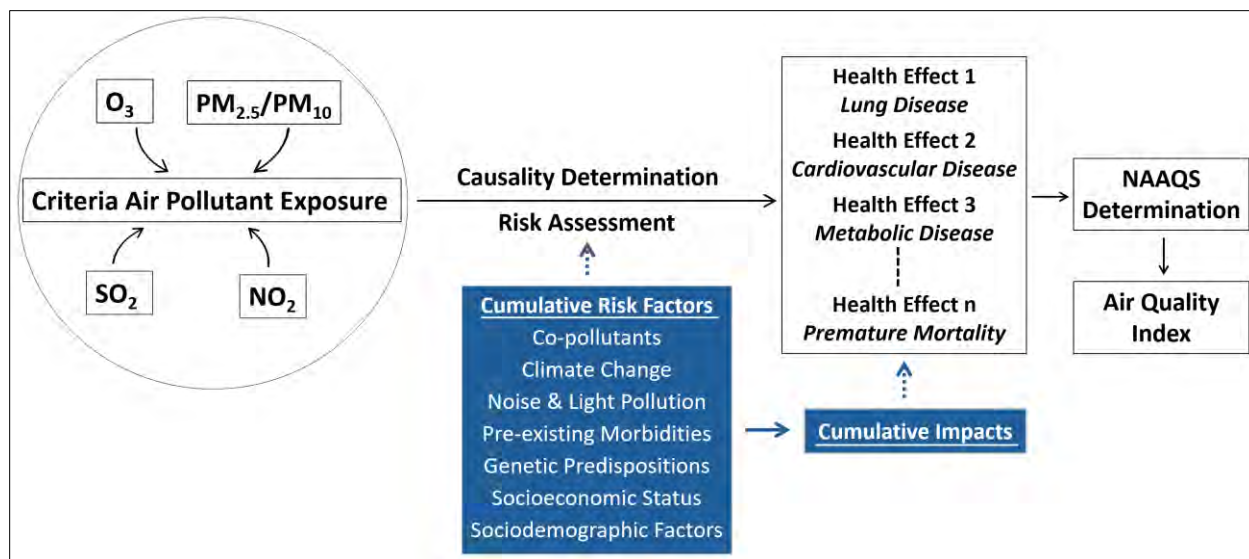 O₃
PM₂.₅/PM₁₀
Criteria Air Pollutant Exposure
SO₂
NO₂
Causality Determination
Risk Assessment
Cumulative Risk Factors
Co-pollutants
Climate Change
Noise & Light Pollution
Pre-existing Morbidities
Genetic Predispositions
Socioeconomic Status
Sociodemographic Factors
Cumulative Impacts
Health Effect 1
Lung Disease
Health Effect 2
Cardiovascular Disease
Health Effect 3
Metabolic Disease
Health Effect n
Premature Mortality
NAAQS
Determination
Air Quality
Index